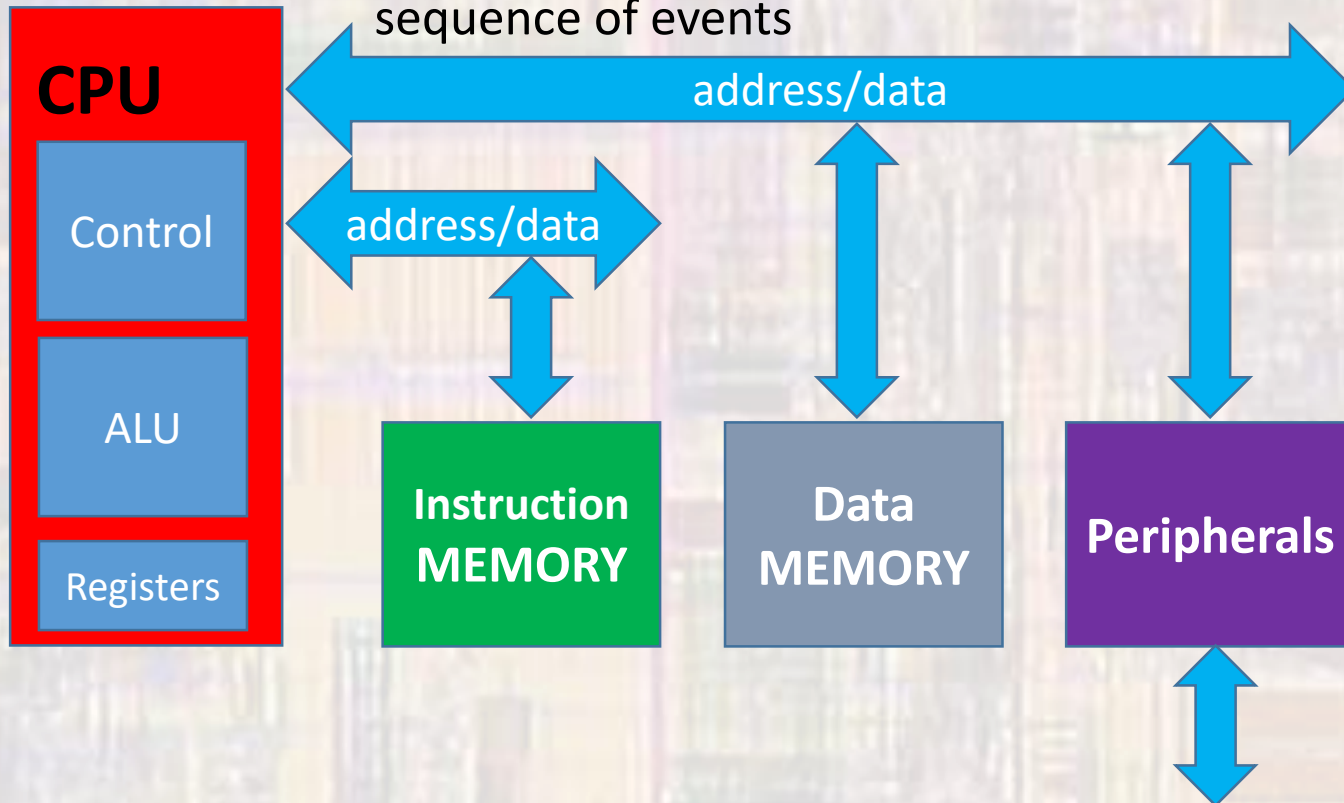 sequence of events
CPU
address/data
Control
address/data
ALU
Instruction
MEMORY
Data
MEMORY
Peripherals
Registers